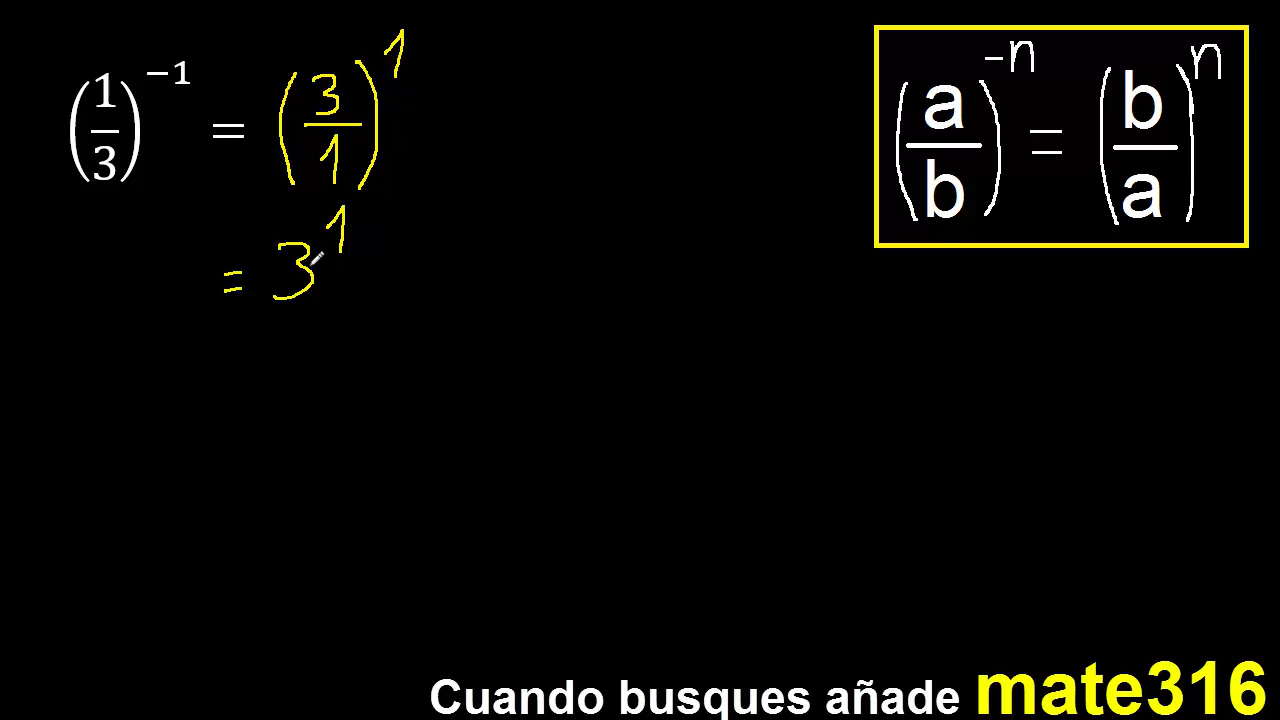 (1/3)^−1 = (3/1)^1
= 3^1
(a/b)^-n = (b/a)^n
Cuando busques añade mate316